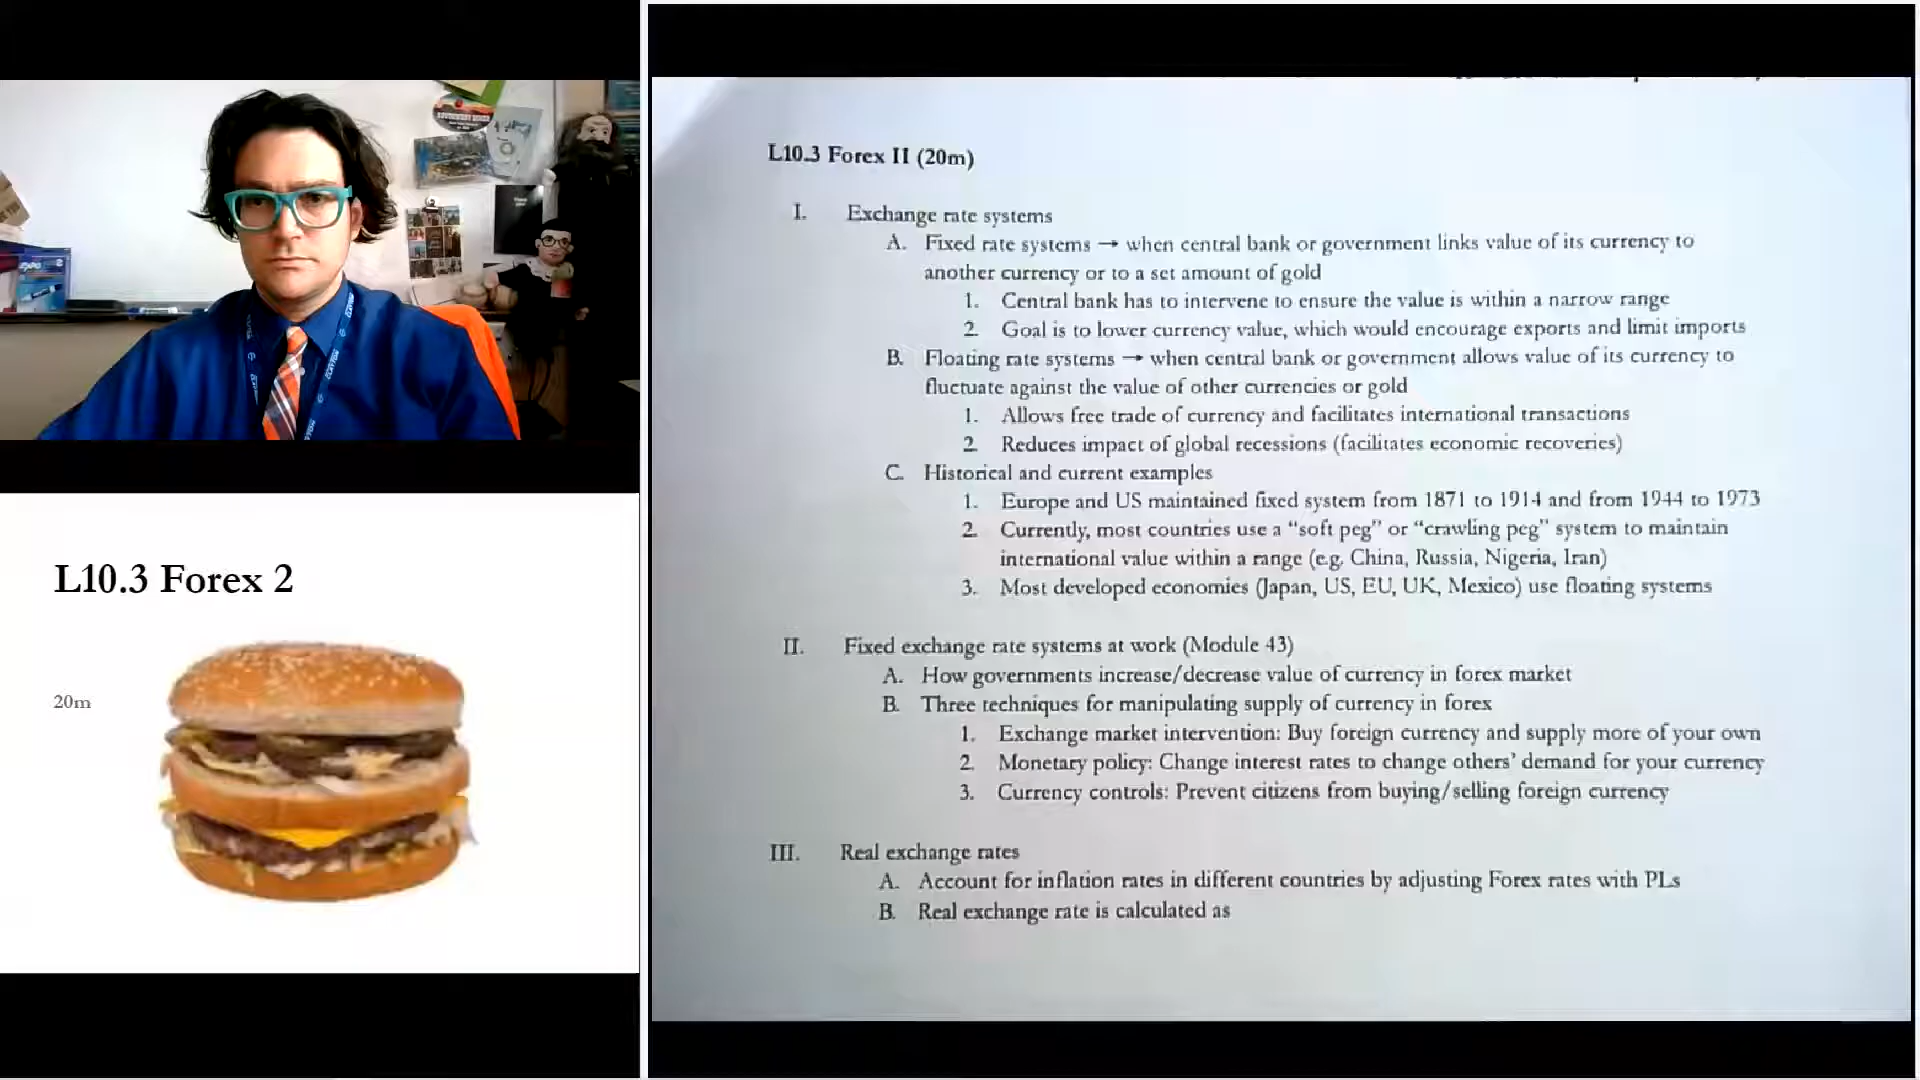 L10.3 Forex 2
20m
L10.3 Forex II (20m)
I. Exchange rate systems
A. Fixed rate systems → when central bank or government links value of its currency to
another currency or to a set amount of gold
1. Central bank has to intervene to ensure the value is within a narrow range
2. Goal is to lower currency value, which would encourage exports and limit imports
B. Floating rate systems → when central bank or government allows value of its currency to
fluctuate against the value of other currencies or gold
1. Allows free trade of currency and facilitates international transactions
2. Reduces impact of global recessions (facilitates economic recoveries)
C. Historical and current examples
1. Europe and US maintained fixed system from 1871 to 1914 and from 1944 to 1973
2. Currently, most countries use a “soft peg” or “crawling peg” system to maintain
international value within a range (e.g. China, Russia, Nigeria, Iran)
3. Most developed economies (Japan, US, EU, UK, Mexico) use floating systems
II. Fixed exchange rate systems at work (Module 43)
A. How governments increase/decrease value of currency in forex market
B. Three techniques for manipulating supply of currency in forex
1. Exchange market intervention: Buy foreign currency and supply more of your own
2. Monetary policy: Change interest rates to change others’ demand for your currency
3. Currency controls: Prevent citizens from buying/selling foreign currency
III. Real exchange rates
A. Account for inflation rates in different countries by adjusting Forex rates with PLs
B. Real exchange rate is calculated as